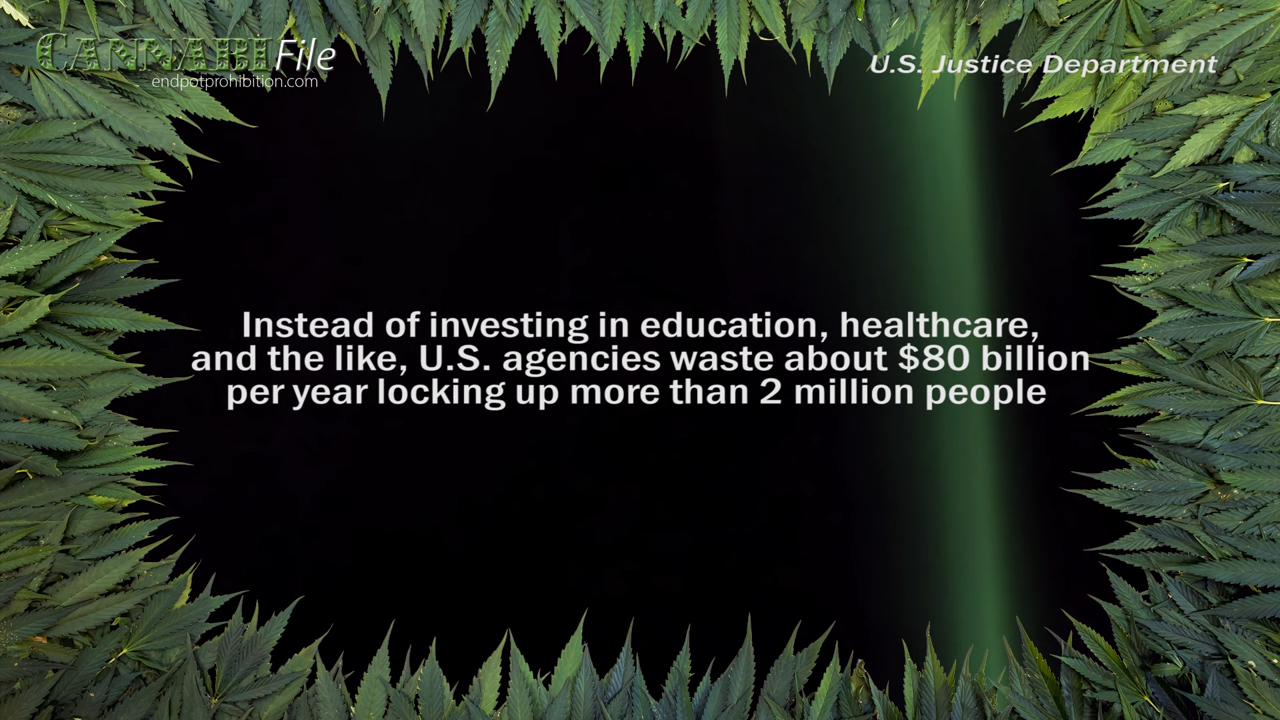 CANNABIFile
endpotprohibition.com
U.S. Justice Department
Instead of investing in education, healthcare,
and the like, U.S. agencies waste about $80 billion
per year locking up more than 2 million people